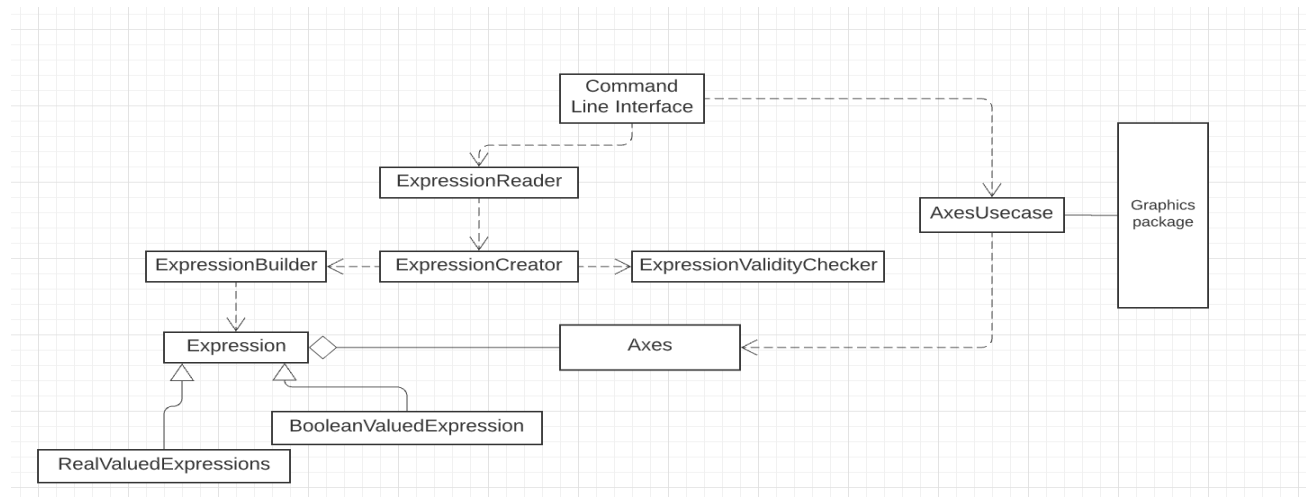 Command
Line Interface
ExpressionReader
AxesUsecase
Graphics
package
ExpressionBuilder
ExpressionCreator
ExpressionValidityChecker
Expression
Axes
BooleanValuedExpression
RealValuedExpressions